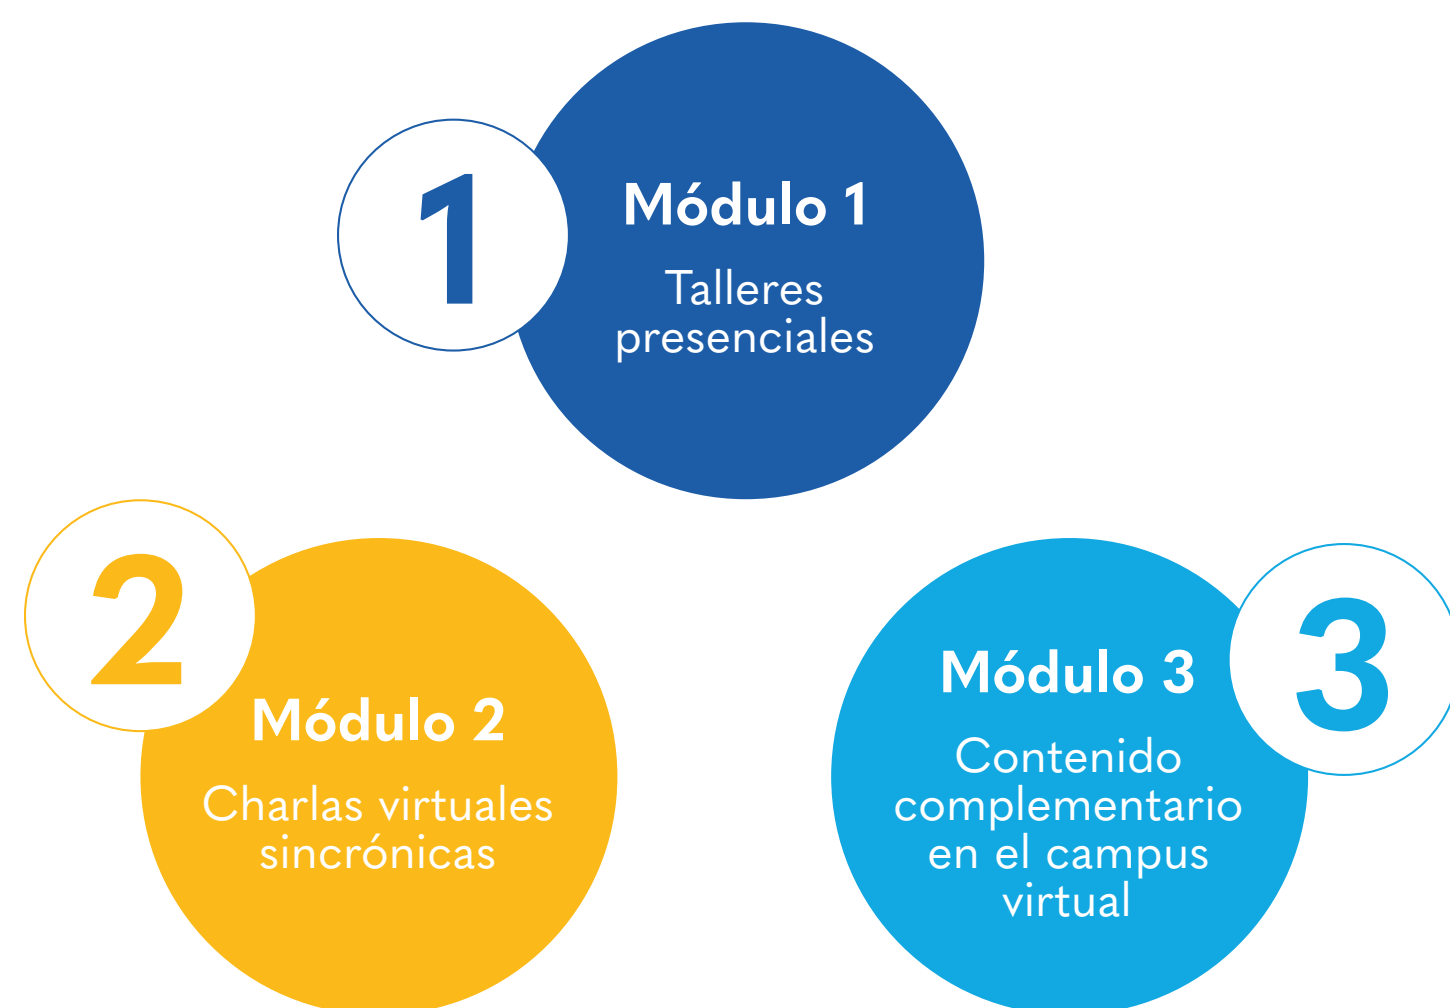 1
Módulo 1
Talleres
presenciales
2
Módulo 2
Charlas virtuales
sincrónicas
3
Módulo 3
Contenido
complementario
en el campus
virtual